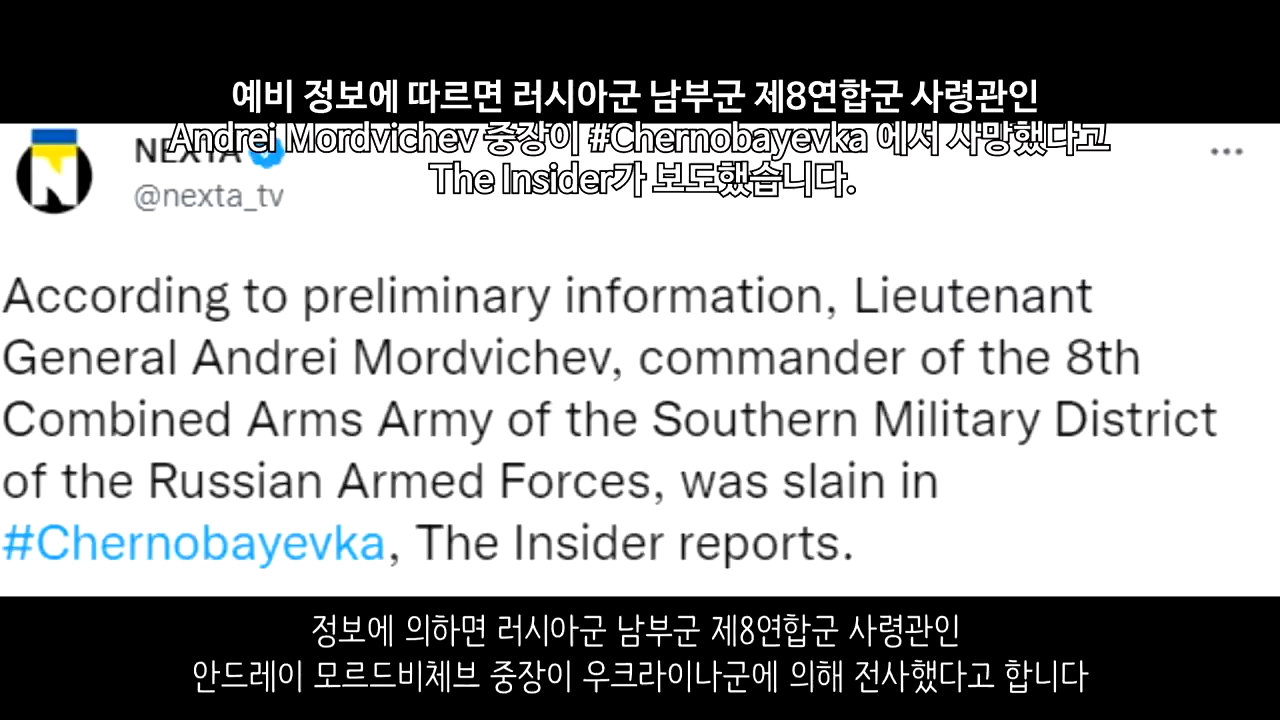 예비 정보에 따르면 러시아군 남부군 제8연합군 사령관인
Andrei Mordvichev 중장이 #Chernobayevka 에서 사망했다고
The Insider가 보도했습니다.
NEXTA
@nexta_tv
According to preliminary information, Lieutenant
General Andrei Mordvichev, commander of the 8th
Combined Arms Army of the Southern Military District
of the Russian Armed Forces, was slain in
#Chernobayevka, The Insider reports.
정보에 의하면 러시아군 남부군 제8연합군 사령관인
안드레이 모르드비체브 중장이 우크라이나군에 의해 전사했다고 합니다